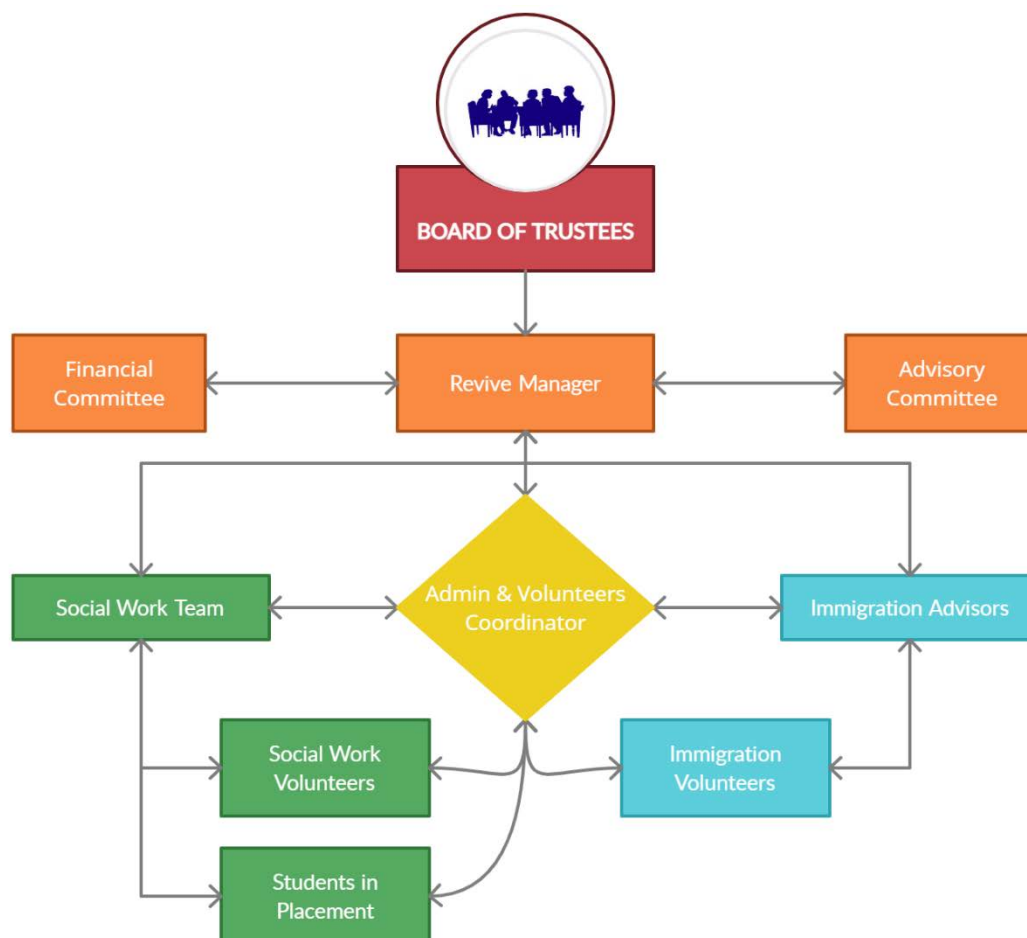 BOARD OF TRUSTEES
Financial
Committee
Revive Manager
Advisory
Committee
Social Work Team
Admin & Volunteers
Coordinator
Immigration Advisors
Social Work
Volunteers
Immigration
Volunteers
Students in
Placement